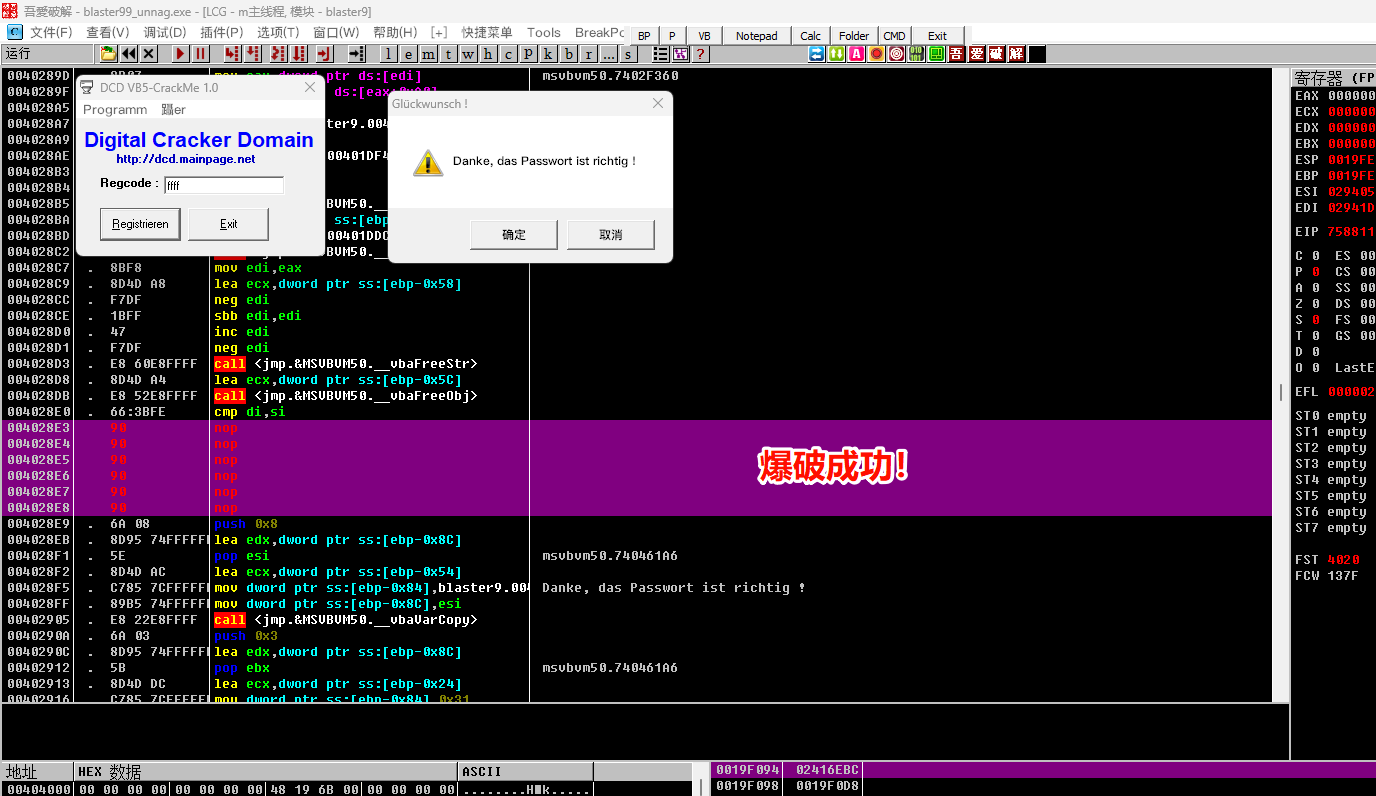 吾愛破解 - blaster99_unnag.exe - [LCG - m主线程, 模块 - blaster9]
文件(F) 查看(V) 调试(D) 插件(P) 选项(T) 窗口(W) 帮助(H) [+] 快捷菜单 Tools BreakPo BP P VB Notepad Calc Folder CMD Exit
运行 l e m t w h c p k b r ... s ?
吾 爱 破 解
0040289D dword ptr ds:[edi] msvbvm50.7402F360
0040289F
004028A5
004028A7
004028A9
004028AE
004028B3
004028B4
004028B5
004028BA
004028BD
004028C2
DCD VB5-CrackMe 1.0
Programm
Digital Cracker Domain
http://dcd.mainpage.net
Regcode : ffff
Registrieren Exit
Glückwunsch !
Danke, das Passwort ist richtig !
确定 取消
004028C7 . 8BF8 mov edi,eax
004028C9 . 8D4D A8 lea ecx,dword ptr ss:[ebp-0x58]
004028CC . F7DF neg edi
004028CE . 1BFF sbb edi,edi
004028D0 . 47 inc edi
004028D1 . F7DF neg edi
004028D3 . E8 60E8FFFF call <jmp.&MSVBVM50.__vbaFreeStr>
004028D8 . 8D4D A4 lea ecx,dword ptr ss:[ebp-0x5C]
004028DB . E8 52E8FFFF call <jmp.&MSVBVM50.__vbaFreeObj>
004028E0 . 66:3BFE cmp di,si
004028E3 90 nop
004028E4 90 nop
004028E5 90 nop
004028E6 90 nop
004028E7 90 nop
004028E8 90 nop
爆破成功!
004028E9 . 6A 08 push 0x8
004028EB . 8D95 74FFFFFF lea edx,dword ptr ss:[ebp-0x8C]
004028F1 . 5E pop esi msvbvm50.740461A6
004028F2 . 8D4D AC lea ecx,dword ptr ss:[ebp-0x54]
004028F5 . C785 7CFFFFFF mov dword ptr ss:[ebp-0x84],blaster9.004 Danke, das Passwort ist richtig !
004028FF . 89B5 74FFFFFF mov dword ptr ss:[ebp-0x8C],esi
00402905 . E8 22E8FFFF call <jmp.&MSVBVM50.__vbaVarCopy>
0040290A . 6A 03 push 0x3
0040290C . 8D95 74FFFFFF lea edx,dword ptr ss:[ebp-0x8C]
00402912 . 5B pop ebx msvbvm50.740461A6
00402913 . 8D4D DC lea ecx,dword ptr ss:[ebp-0x24]
00402916 . C785 7CFFFFFF mov dword ptr ss:[ebp-0x84],0x31
寄存器 (FP
EAX 000000
ECX 000000
EDX 000000
EBX 000000
ESP 0019FE
EBP 0019FE
ESI 029405
EDI 02941D
EIP 758811
C 0 ES 00
P 0 CS 00
A 0 SS 00
Z 0 DS 00
S 0 FS 00
T 0 GS 00
D 0
O 0 LastE
EFL 000002
ST0 empty
ST1 empty
ST2 empty
ST3 empty
ST4 empty
ST5 empty
ST6 empty
ST7 empty
FST 4020
FCW 137F
地址 HEX 数据 ASCII
00404000 00 00 00 00 00 00 00 00 48 19 6B 00 00 00 00 00
0019F094 02416EBC
0019F098 0019F0D8